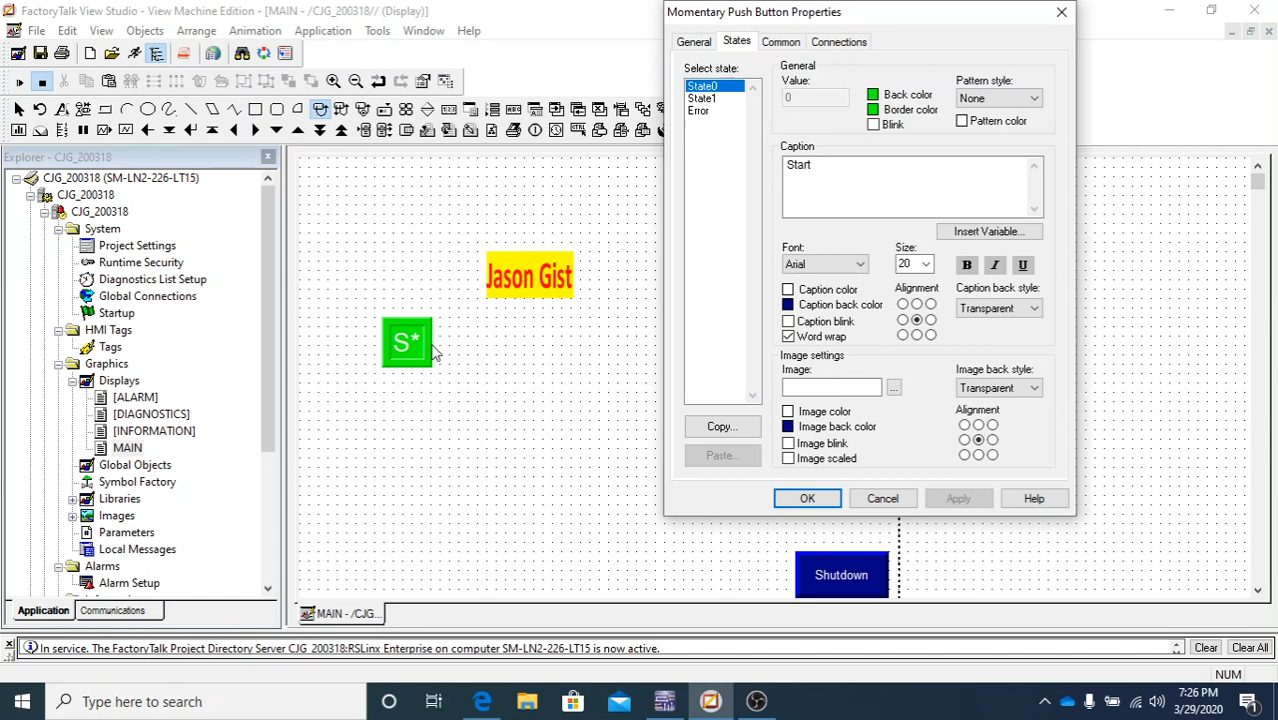 FactoryTalk View Studio - View Machine Edition - [MAIN - /CJG_200318// (Display)]
File Edit View Objects Arrange Animation Tools Window Help
Explorer - CJG_200318
CJG_200318 (SM-LN2-226-LT15)
CJG_200318
CJG_200318
System
Project Settings
Runtime Security
Diagnostics List Setup
Global Connections
Startup
HMI Tags
Tags
Graphics
Displays
[ALARM]
[DIAGNOSTICS]
[INFORMATION]
MAIN
Global Objects
Symbol Factory
Libraries
Images
Parameters
Local Messages
Alarms
Alarm Setup
Application Communications
Jason Gist
S*
Shutdown
MAIN - /CJG...
Momentary Push Button Properties
General States Common Connections
Select state:
State0
State1
Error
Copy...
Paste...
General
Value:
0
Back color
Border color
Blink
Pattern style:
None
Pattern color
Caption
Start
Insert Variable...
Font:
Arial
Size:
20
B I U
Caption color
Caption back color
Caption blink
Word wrap
Alignment
Caption back style:
Transparent
Image settings
Image:
...
Image back style:
Transparent
Image color
Image back color
Image blink
Image scaled
Alignment
OK Cancel Apply Help
In service. The FactoryTalk Project Directory Server CJG_200318:RSLinx Enterprise on computer SM-LN2-226-LT15 is now active.
Clear Clear All
NUM
Type here to search
7:26 PM
3/29/2020
1